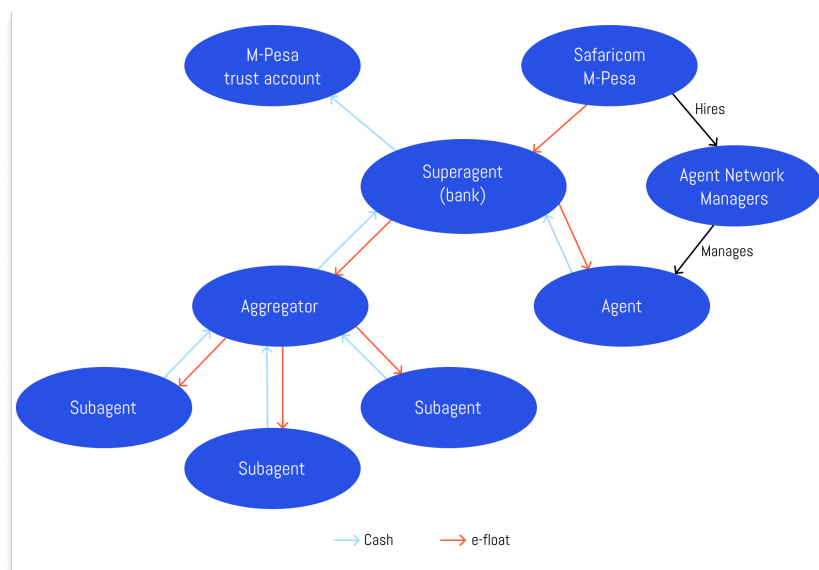 M-Pesa
trust account
Safaricom
M-Pesa
Hires
Superagent
(bank)
Agent Network
Managers
Manages
Aggregator
Agent
Subagent
Subagent
Subagent
Cash
e-float